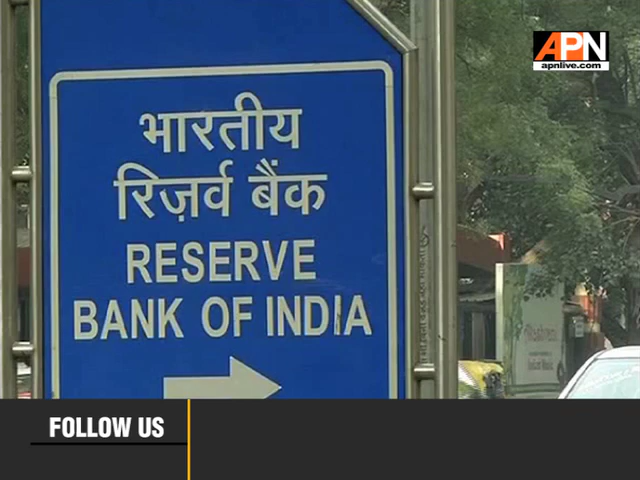 APN
apnlive.com
भारतीय
रिज़र्व बैंक
RESERVE
BANK OF INDIA
FOLLOW US